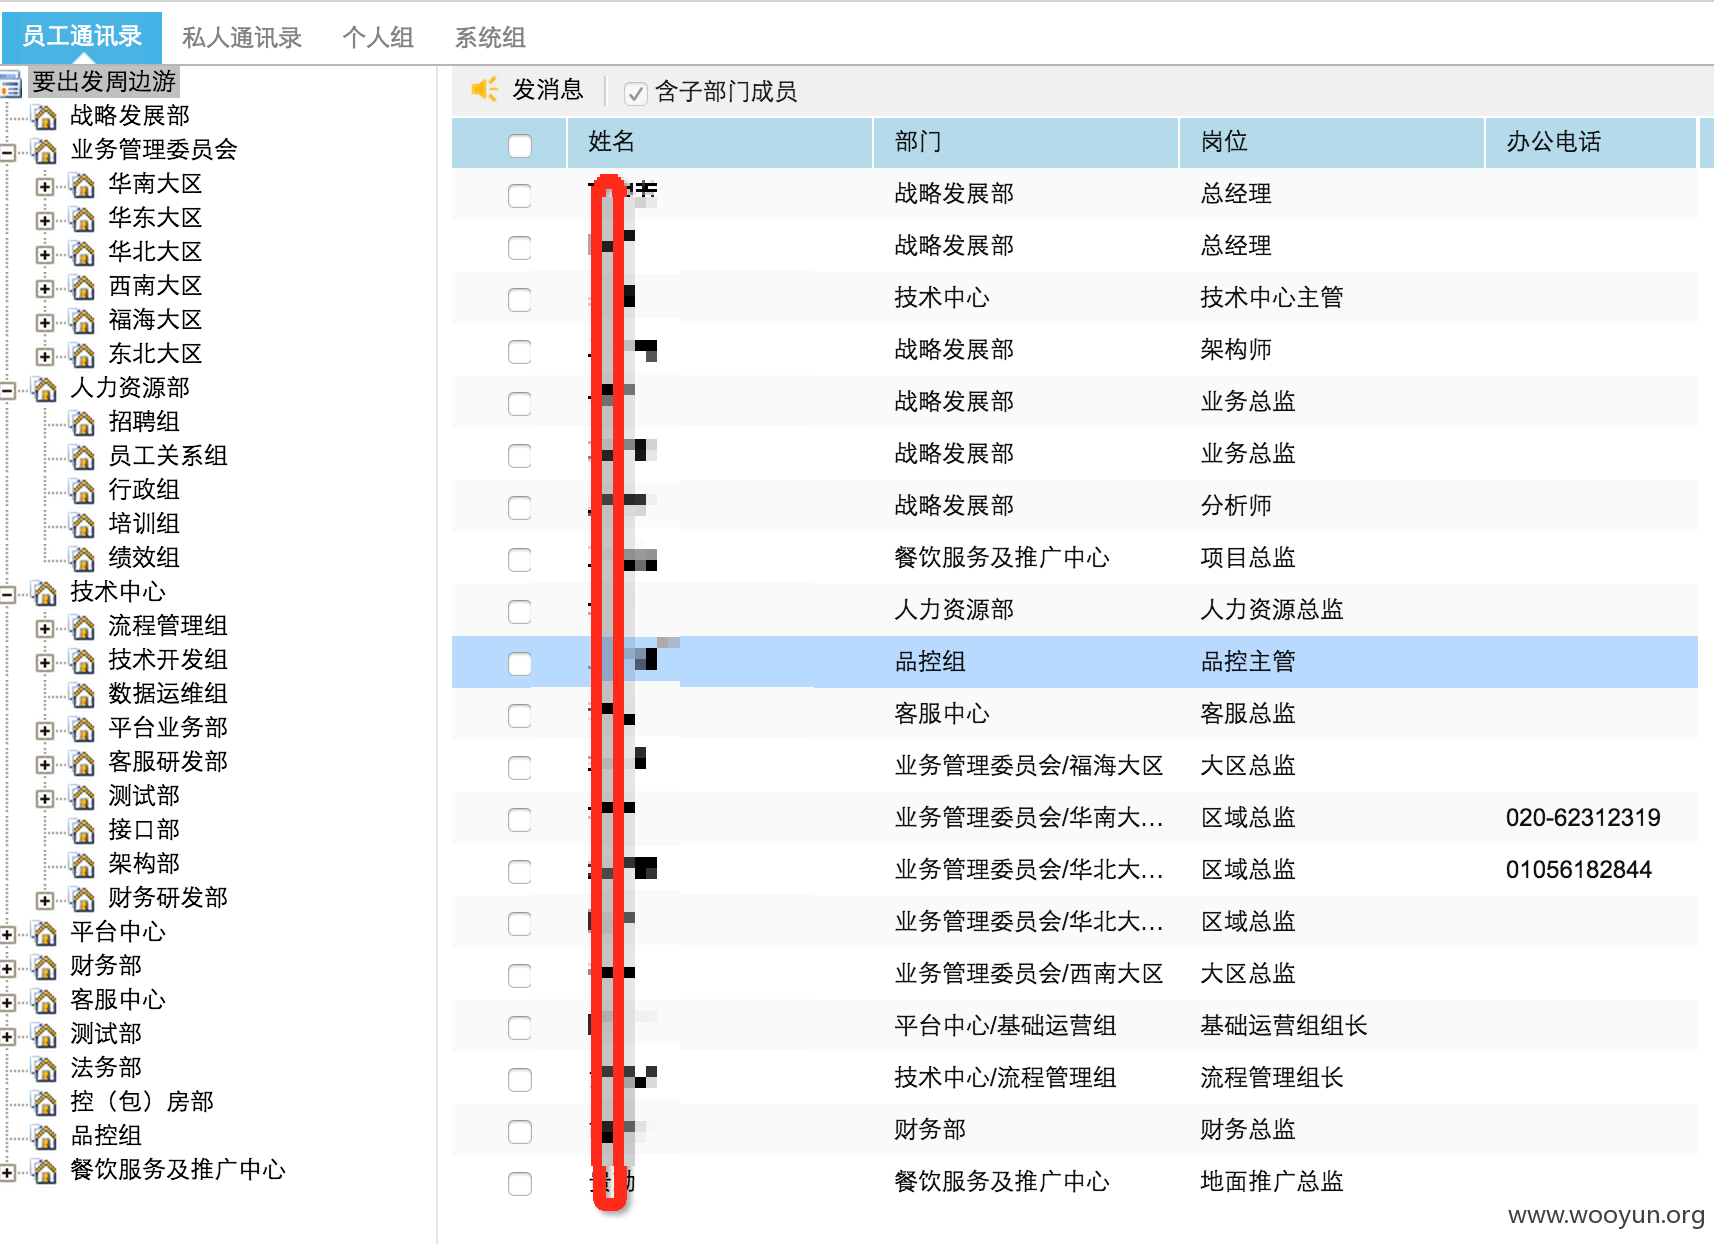 员工通讯录 私人通讯录 个人组 系统组
要出发周边游
战略发展部
业务管理委员会
华南大区
华东大区
华北大区
西南大区
福海大区
东北大区
人力资源部
招聘组
员工关系组
行政组
培训组
绩效组
技术中心
流程管理组
技术开发组
数据运维组
平台业务部
客服研发部
测试部
接口部
架构部
财务研发部
平台中心
财务部
客服中心
测试部
法务部
控（包）房部
品控组
餐饮服务及推广中心
发消息 含子部门成员
姓名 部门 岗位 办公电话
战略发展部 总经理
战略发展部 总经理
技术中心 技术中心主管
战略发展部 架构师
战略发展部 业务总监
战略发展部 业务总监
战略发展部 分析师
餐饮服务及推广中心 项目总监
人力资源部 人力资源总监
品控组 品控主管
客服中心 客服总监
业务管理委员会/福海大区 大区总监
业务管理委员会/华南大... 区域总监 020-62312319
业务管理委员会/华北大... 区域总监 01056182844
业务管理委员会/华北大... 区域总监
业务管理委员会/西南大区 大区总监
平台中心/基础运营组 基础运营组组长
技术中心/流程管理组 流程管理组长
财务部 财务总监
餐饮服务及推广中心 地面推广总监
www.wooyun.org